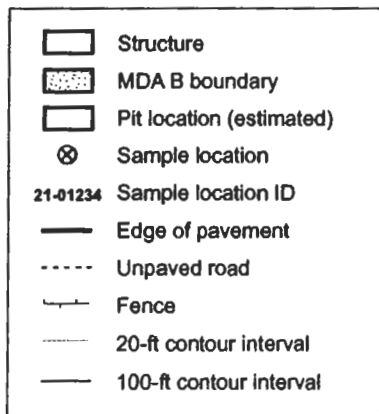 Structure
MDA B boundary
Pit location (estimated)
Sample location
21-01234 Sample location ID
Edge of pavement
Unpaved road
Fence
20-ft contour interval
100-ft contour interval